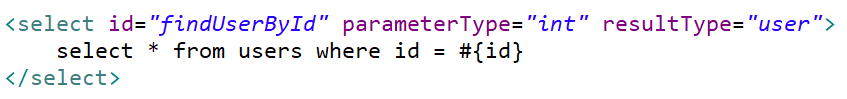 <select id="findUserById" parameterType="int" resultType="user">
    select * from users where id = #{id}
</select>